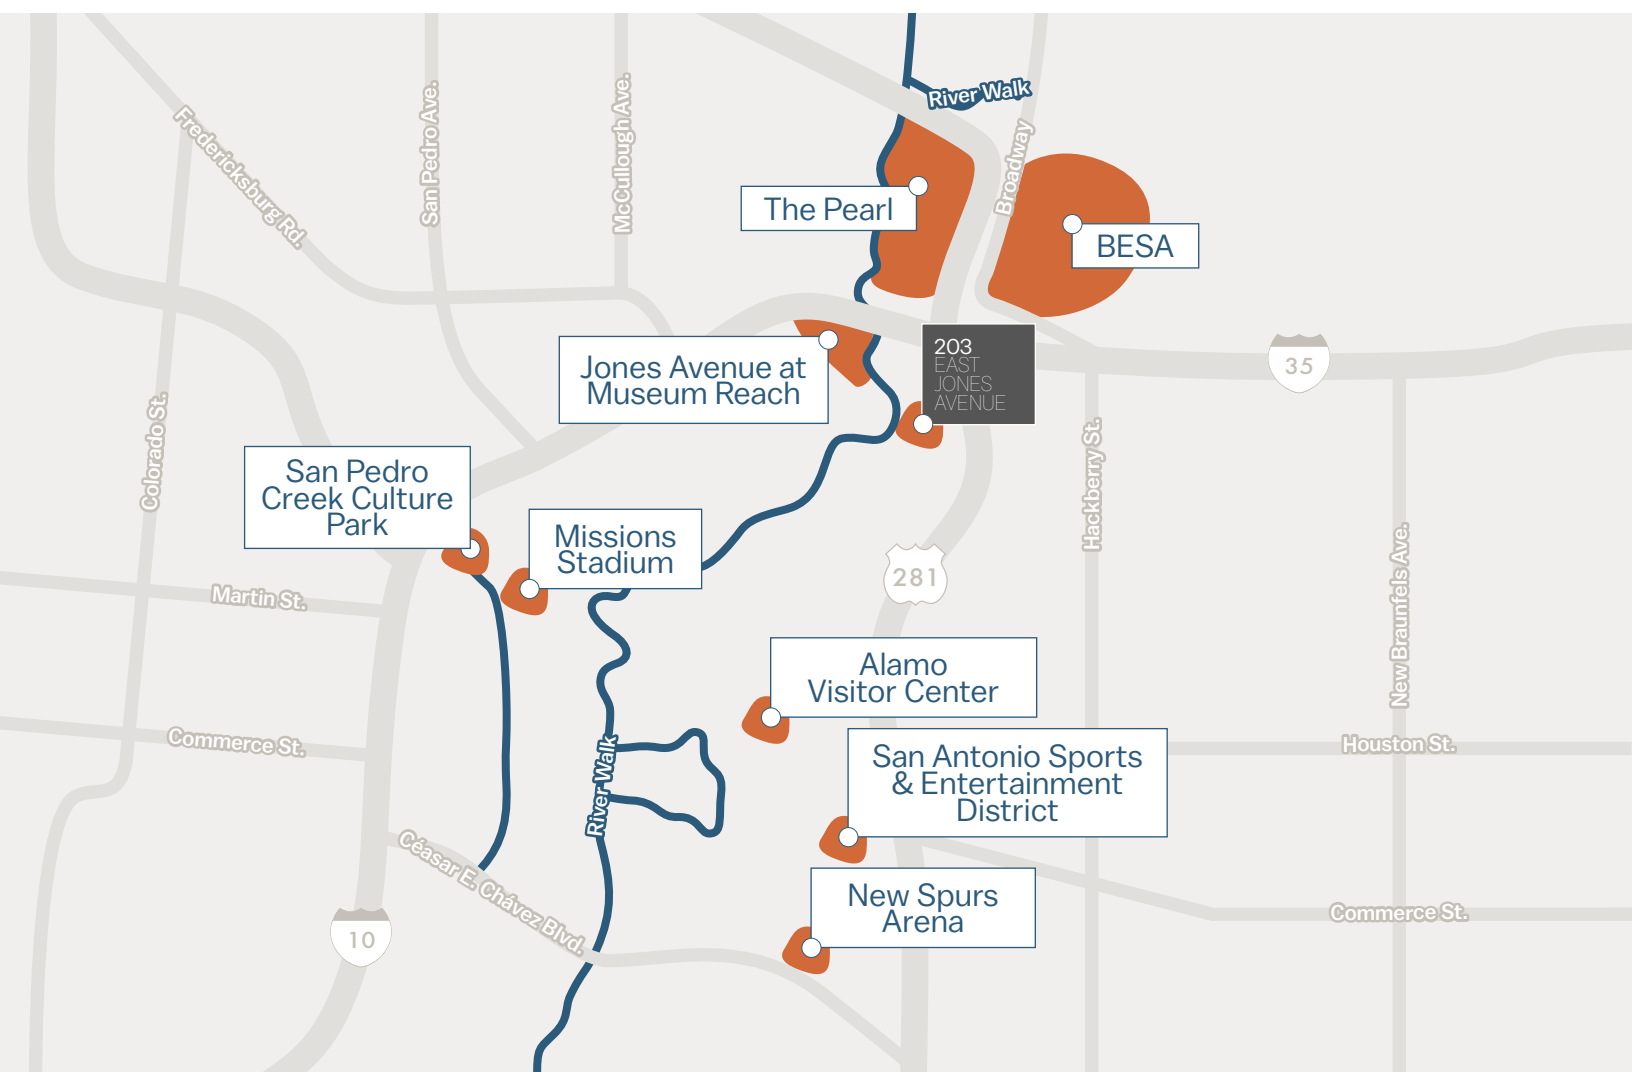 River Walk
San Pedro Ave.
McCullough Ave.
Fredericksburg Rd.
Broadway
The Pearl
BESA
203
EAST
JONES
AVENUE
Jones Avenue at
Museum Reach
35
Colorado St.
San Pedro
Creek Culture
Park
Hackberry St.
Missions
Stadium
281
New Braunfels Ave.
Martin St.
Alamo
Visitor Center
Commerce St.
River Walk
San Antonio Sports
& Entertainment
District
Houston St.
Céasar E. Chávez Blvd.
New Spurs
Arena
Commerce St.
10